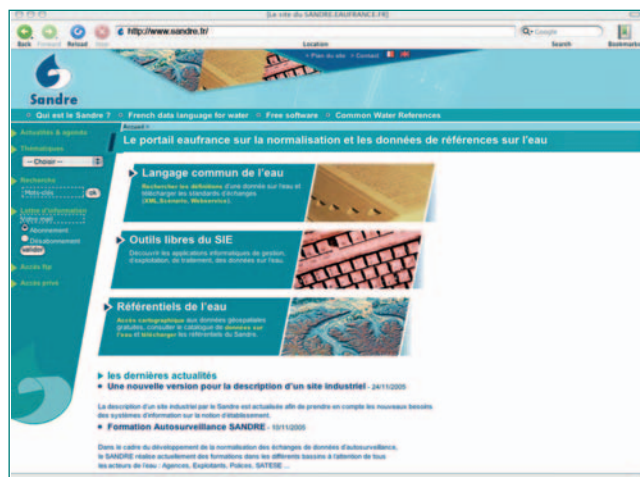 [Le site du SANDRE.EAUFRANCE.FR]
http://www.sandre.fr/
Google
Back Forward Reload Stop Location Search Bookmarks
Plan du site Contact
Sandre
Qui est le Sandre ? French data language for water Free software Common Water References
Accueil >
Le portail eaufrance sur la normalisation et les données de références sur l'eau
Actualités & agenda
Thématiques
-- Choisir --
Recherche
Mots-clés ok
Lettre d'information
Votre mail
Abonnement
Désabonnement
valider
Accès ftp
Accès privé
Langage commun de l'eau
Rechercher les définitions d'une donnée sur l'eau et
télécharger les standards d'échanges
(XML, Scenario, Webservice).
Outils libres du SIE
Découvrir les applications informatiques de gestion,
d'exploitation, de traitement, des données sur l'eau.
Référentiels de l'eau
Accès cartographique aux données géospatiales
gratuites, consulter le catalogue de données sur
l'eau et télécharger les référentiels du Sandre.
les dernières actualités
Une nouvelle version pour la description d'un site industriel - 24/11/2005
La description d'un site industriel par le Sandre est actualisée afin de prendre en compte les nouveaux besoins
des systèmes d'information sur la notion d'établissement.
Formation Autosurveillance SANDRE - 10/11/2005
Dans le cadre du développement de la normalisation des échanges de données d'autosurveillance,
le SANDRE réalise actuellement des formations dans les différents bassins à l'attention de tous
les acteurs de l'eau : Agences, Exploitants, Polices, SATESE ...